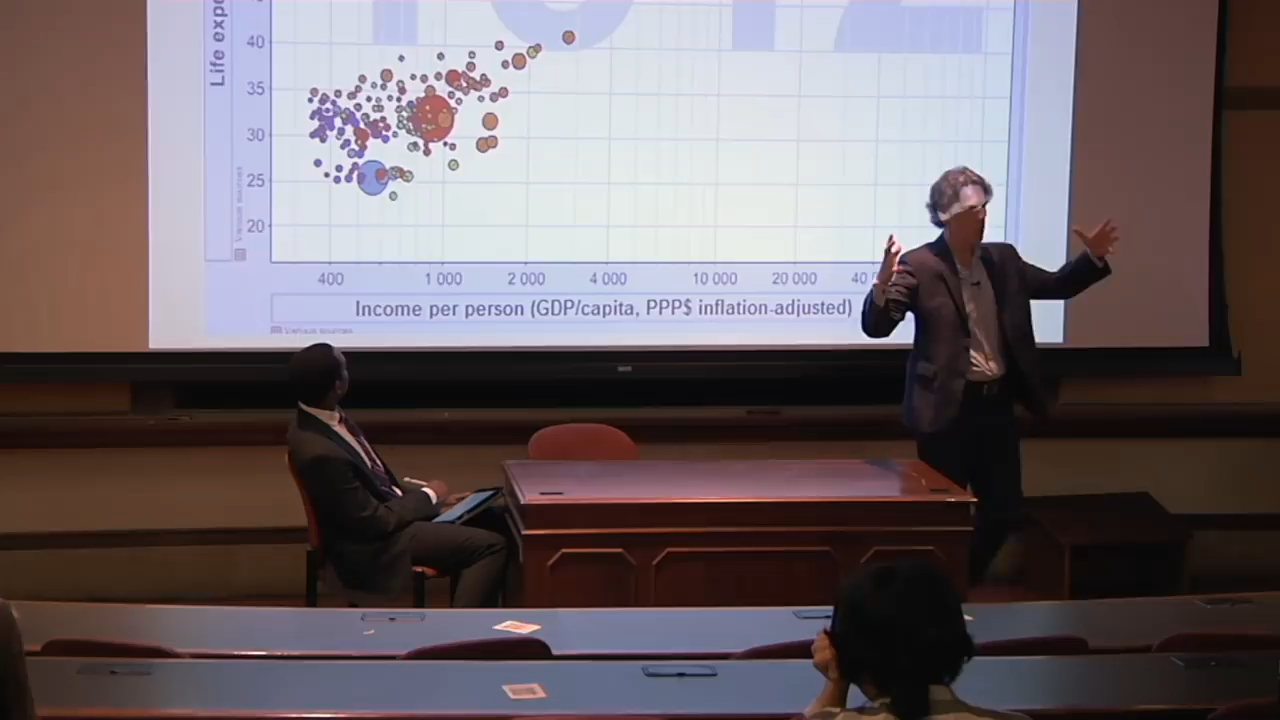 Life expe
40
35
30
25
20
400 1 000 2 000 4 000 10 000 20 000 40
Income per person (GDP/capita, PPP$ inflation-adjusted)